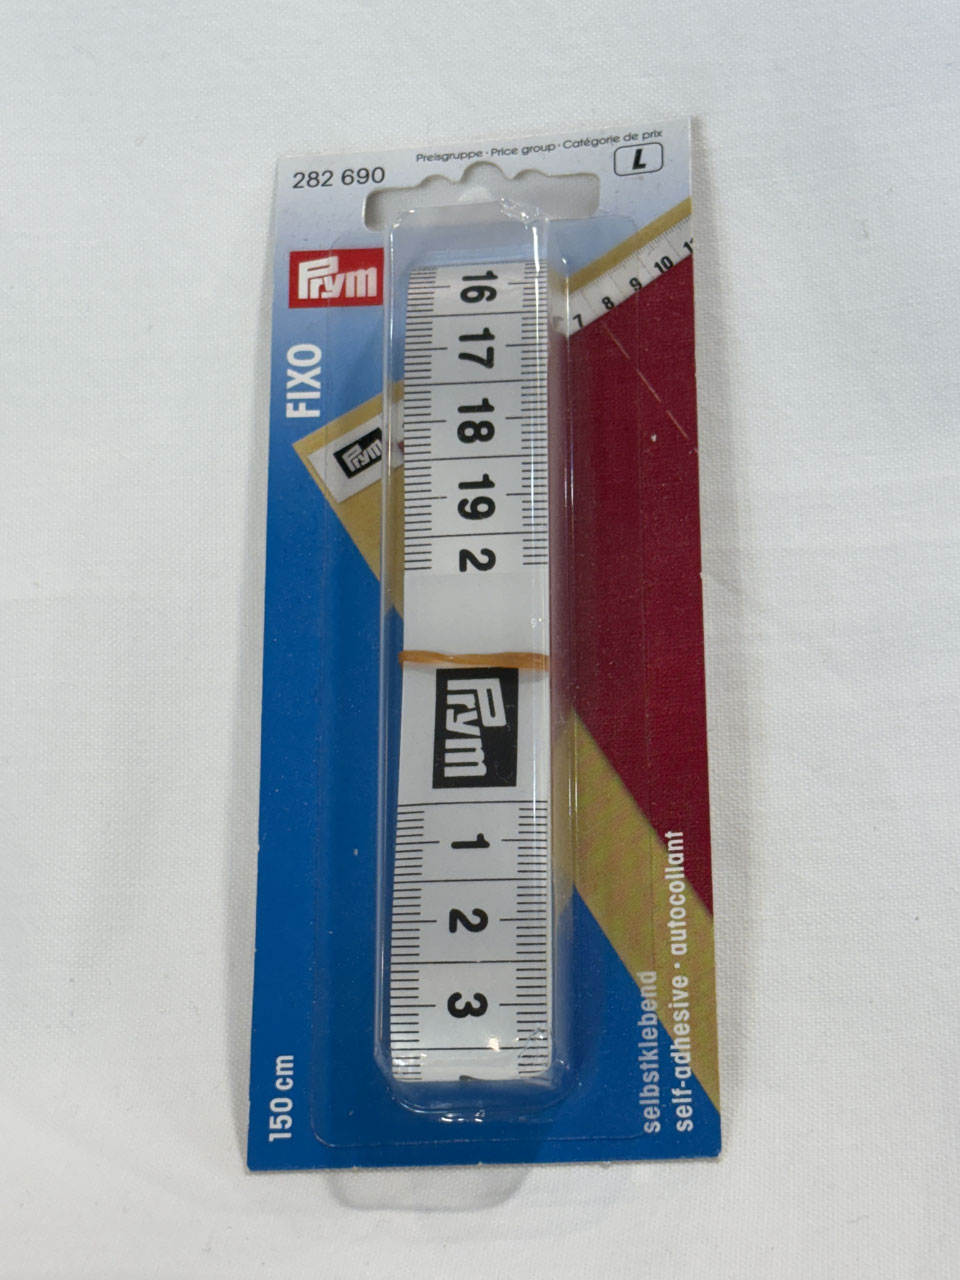 282 690
Preisgruppe · Price group · Catégorie de prix
L
Prym
FIXO
7 8 9 10
Prym
16
17
18
19
2
Prym
1
2
3
150 cm
selbstklebend
self-adhesive · autocollant